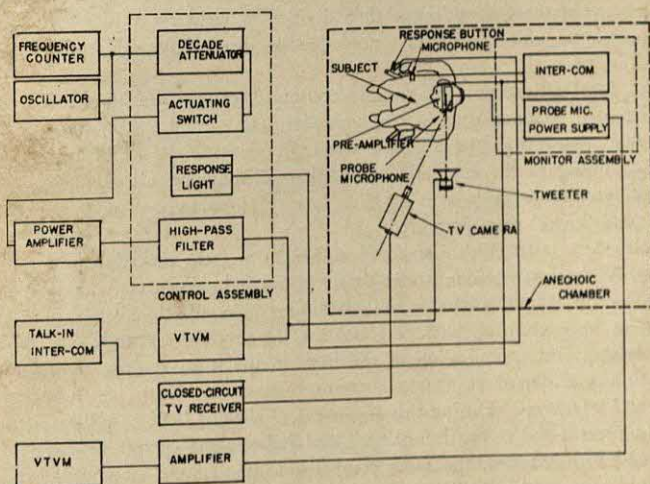 FREQUENCY
COUNTER
OSCILLATOR
DECADE
ATTENUATOR
ACTUATING
SWITCH
RESPONSE
LIGHT
POWER
AMPLIFIER
HIGH-PASS
FILTER
CONTROL ASSEMBLY
TALK-IN
INTER-COM
VTVM
CLOSED-CIRCUIT
TV RECEIVER
VTVM
AMPLIFIER
RESPONSE BUTTON
MICROPHONE
SUBJECT
PRE-AMPLIFIER
PROBE
MICROPHONE
INTER-COM
PROBE MIC.
POWER SUPPLY
MONITOR ASSEMBLY
TWEETER
TV CAMERA
ANECHOIC
CHAMBER